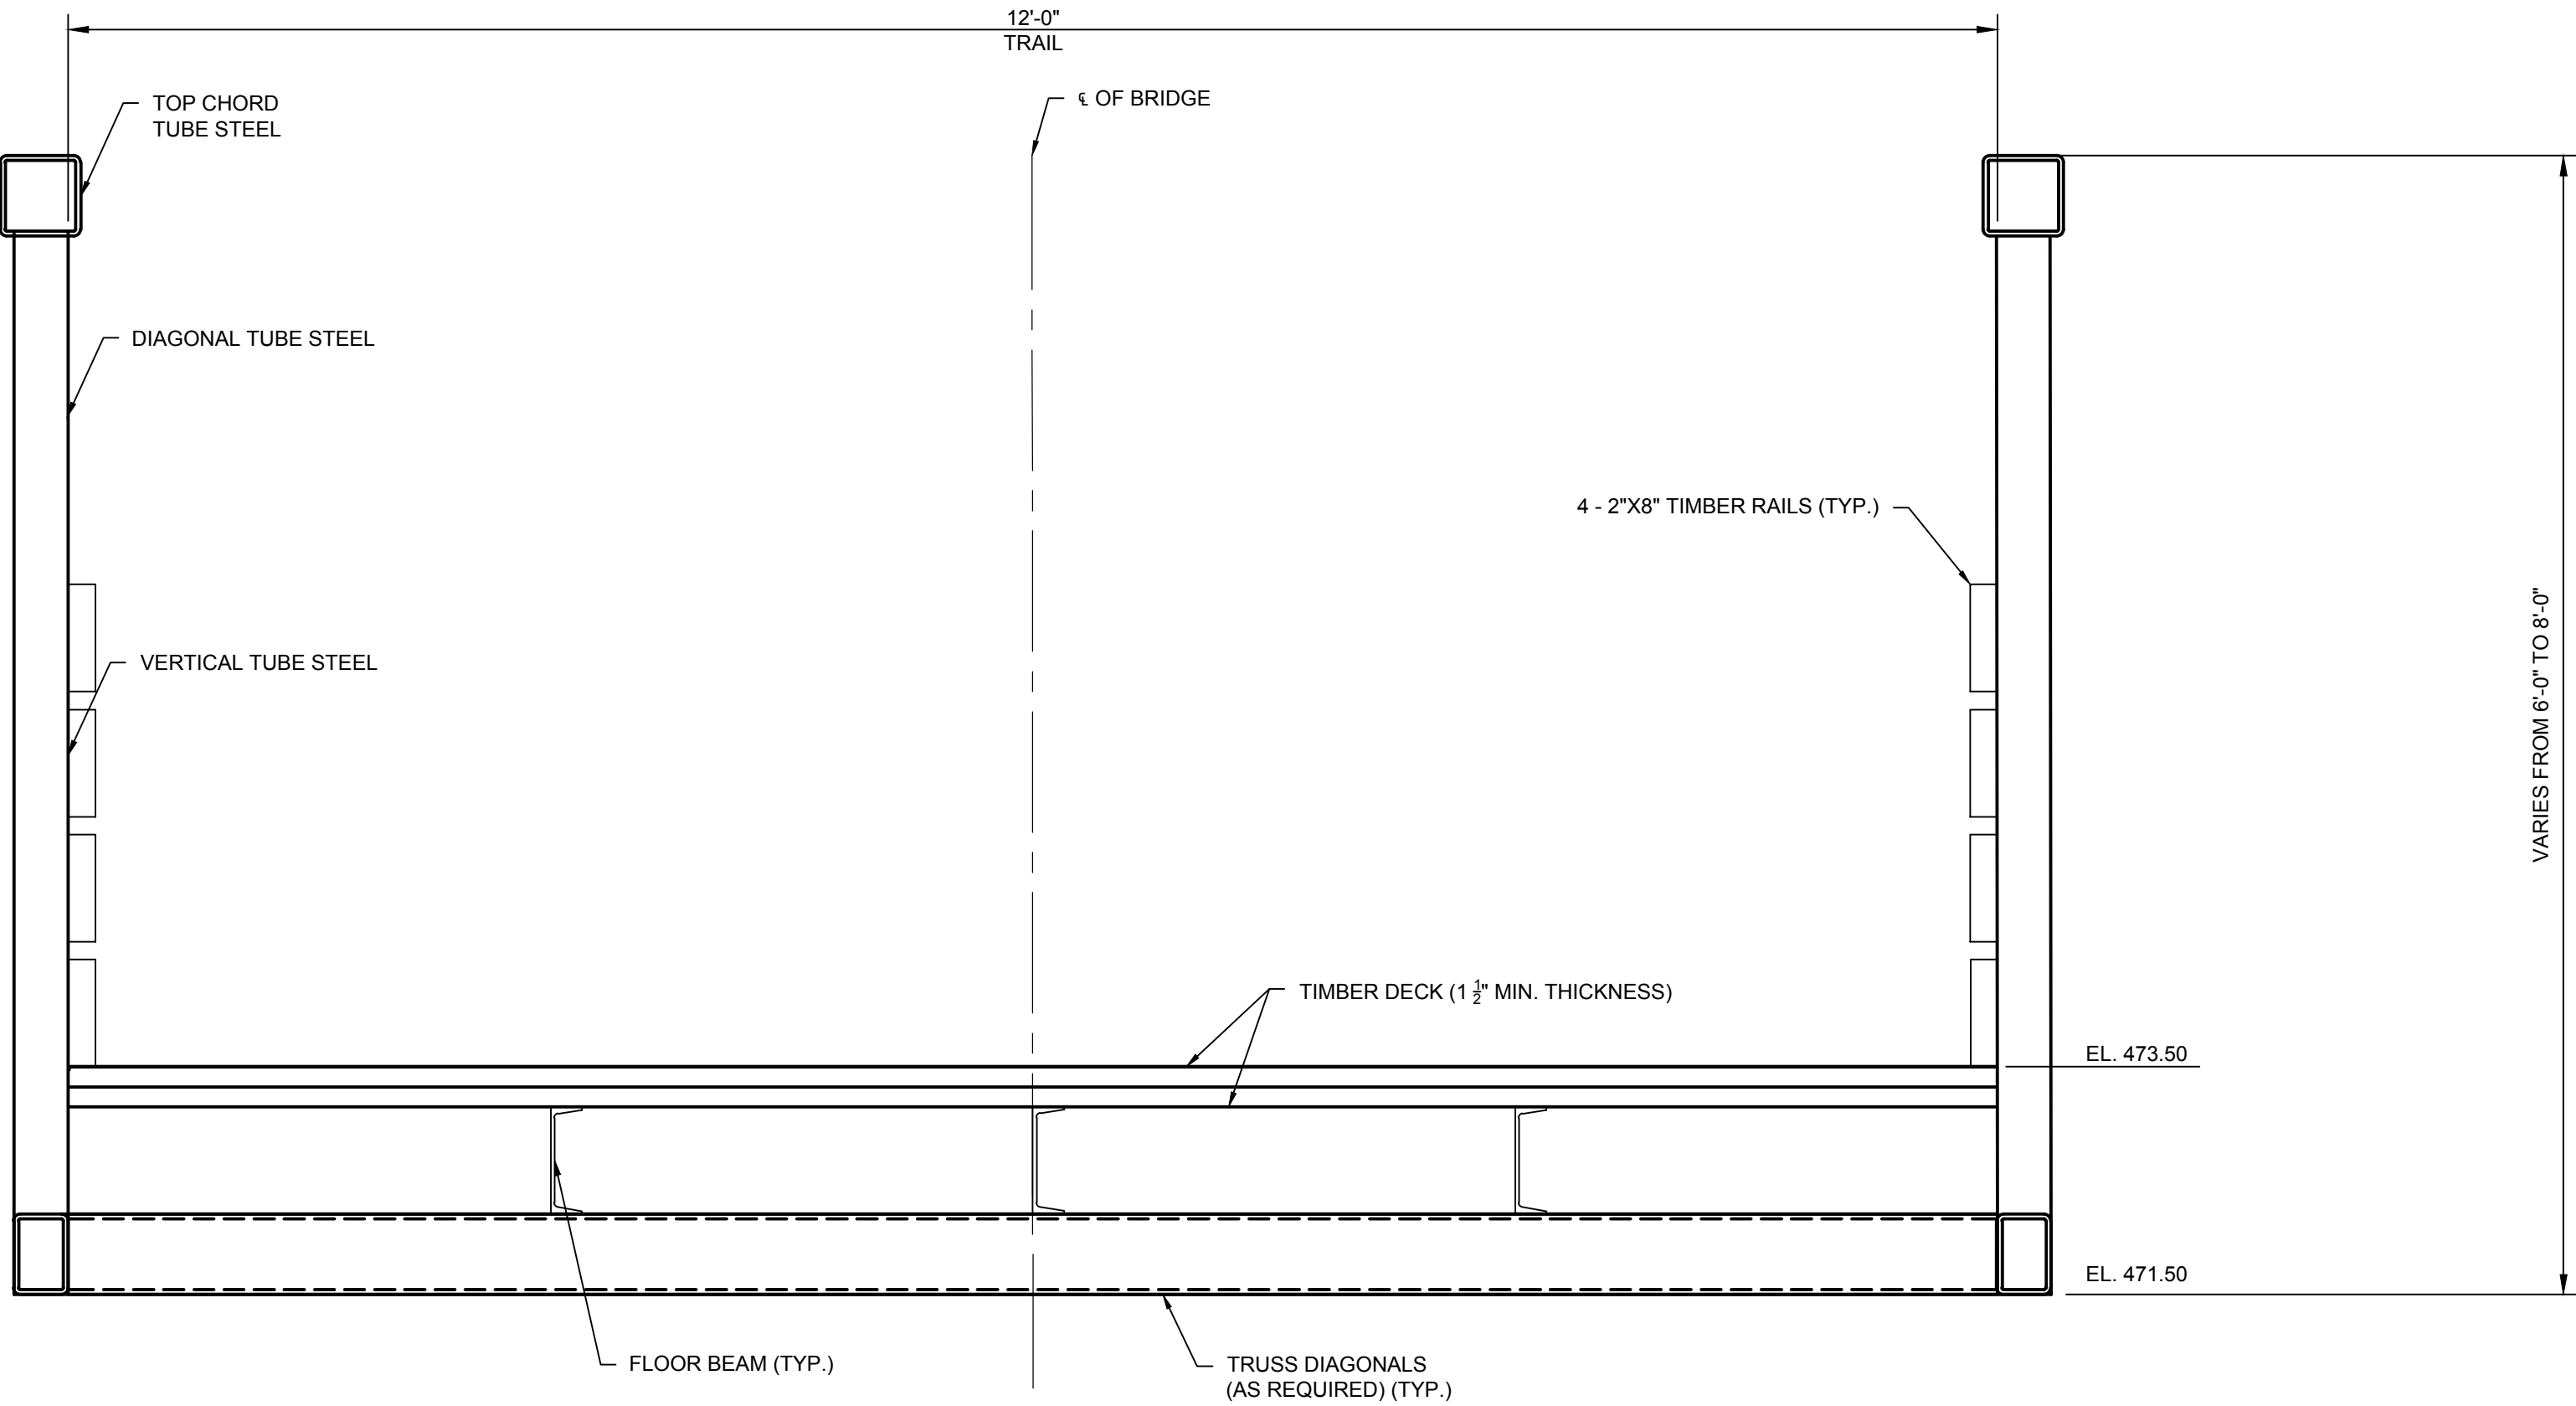 12'-0"
TRAIL
TOP CHORD
TUBE STEEL
℄ OF BRIDGE
DIAGONAL TUBE STEEL
4 - 2"X8" TIMBER RAILS (TYP.)
VERTICAL TUBE STEEL
VARIES FROM 6'-0" TO 8'-0"
TIMBER DECK (1 1/2" MIN. THICKNESS)
EL. 473.50
EL. 471.50
FLOOR BEAM (TYP.)
TRUSS DIAGONALS
(AS REQUIRED) (TYP.)